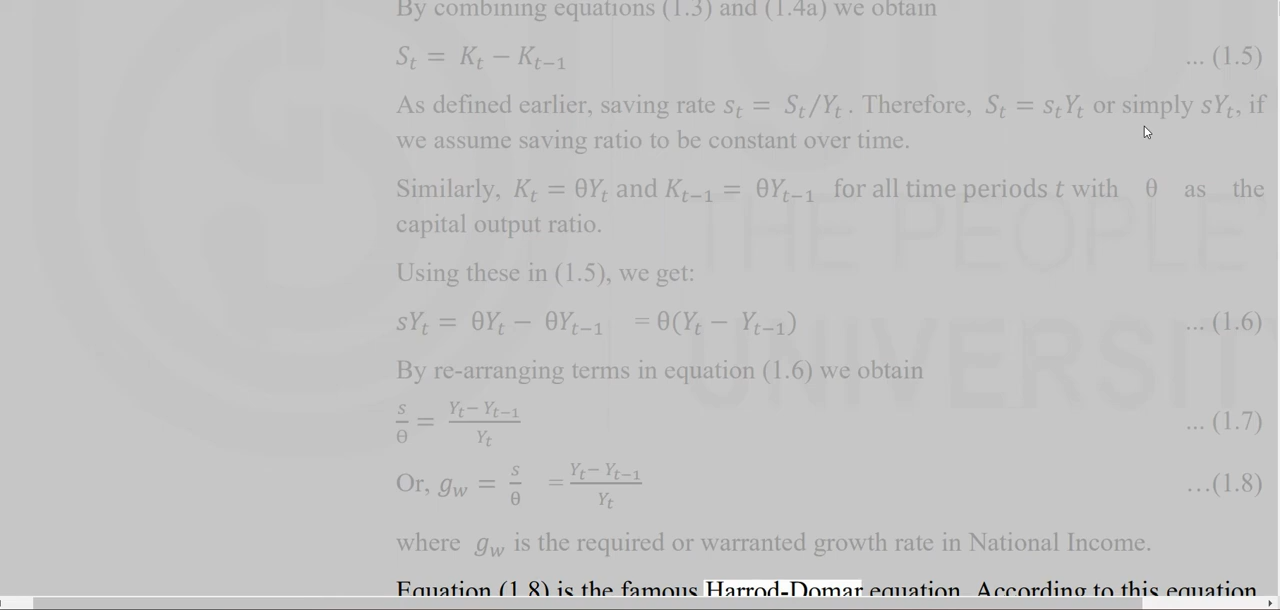 By combining equations (1.3) and (1.4a) we obtain
Sₜ = Kₜ − Kₜ₋₁ ... (1.5)
As defined earlier, saving rate sₜ = Sₜ/Yₜ . Therefore, Sₜ = sₜYₜ or simply sYₜ, if
we assume saving ratio to be constant over time.
Similarly, Kₜ = θYₜ and Kₜ₋₁ = θYₜ₋₁ for all time periods t with θ as the
capital output ratio.
THE PEOPLE
Using these in (1.5), we get:
sYₜ = θYₜ − θYₜ₋₁ = θ(Yₜ − Yₜ₋₁) ... (1.6)
UNIVERSIT
By re-arranging terms in equation (1.6) we obtain
s/θ = (Yₜ − Yₜ₋₁)/Yₜ ... (1.7)
Or, g_w = s/θ = (Yₜ − Yₜ₋₁)/Yₜ ...(1.8)
where g_w is the required or warranted growth rate in National Income.
Equation (1.8) is the famous Harrod-Domar equation. According to this equation,